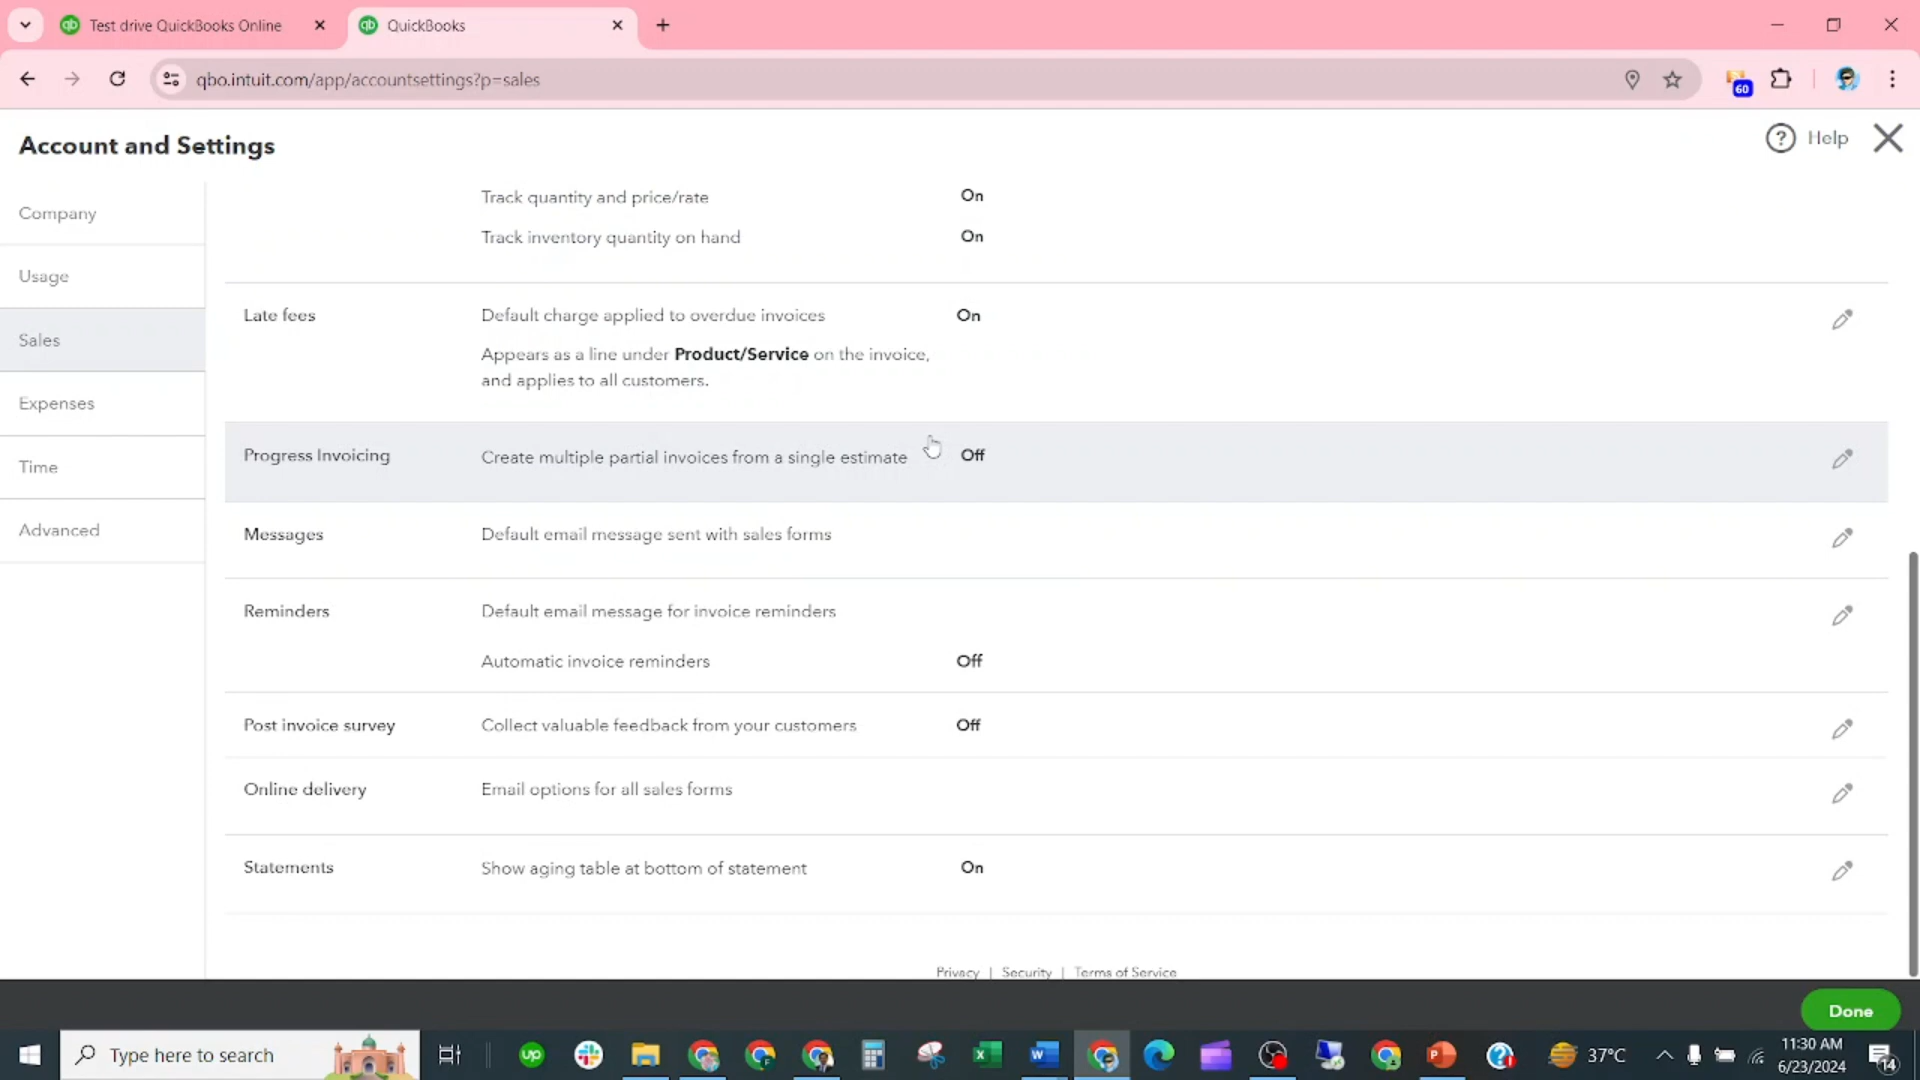 Test drive QuickBooks Online
QuickBooks
qbo.intuit.com/app/accountsettings?p=sales
60
Account and Settings
? Help
Company
Usage
Sales
Expenses
Time
Advanced
Track quantity and price/rate On
Track inventory quantity on hand On
Late fees Default charge applied to overdue invoices On
Appears as a line under Product/Service on the invoice,
and applies to all customers.
Progress Invoicing Create multiple partial invoices from a single estimate Off
Messages Default email message sent with sales forms
Reminders Default email message for invoice reminders
Automatic invoice reminders Off
Post invoice survey Collect valuable feedback from your customers Off
Online delivery Email options for all sales forms
Statements Show aging table at bottom of statement On
Privacy | Security | Terms of Service
Done
Type here to search
37°C
11:30 AM
6/23/2024
14